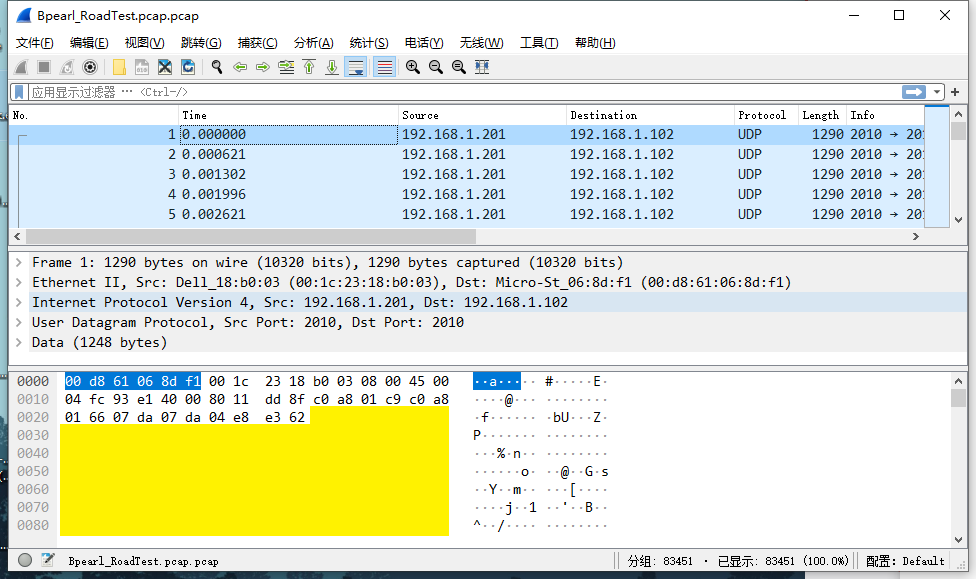 Bpearl_RoadTest.pcap.pcap
文件(F) 编辑(E) 视图(V) 跳转(G) 捕获(C) 分析(A) 统计(S) 电话(Y) 无线(W) 工具(T) 帮助(H)
应用显示过滤器 … <Ctrl-/>
No. Time Source Destination Protocol Length Info
1 0.000000 192.168.1.201 192.168.1.102 UDP 1290 2010 → 201
2 0.000621 192.168.1.201 192.168.1.102 UDP 1290 2010 → 201
3 0.001302 192.168.1.201 192.168.1.102 UDP 1290 2010 → 201
4 0.001996 192.168.1.201 192.168.1.102 UDP 1290 2010 → 201
5 0.002621 192.168.1.201 192.168.1.102 UDP 1290 2010 → 201
Frame 1: 1290 bytes on wire (10320 bits), 1290 bytes captured (10320 bits)
Ethernet II, Src: Dell_18:b0:03 (00:1c:23:18:b0:03), Dst: Micro-St_06:8d:f1 (00:d8:61:06:8d:f1)
Internet Protocol Version 4, Src: 192.168.1.201, Dst: 192.168.1.102
User Datagram Protocol, Src Port: 2010, Dst Port: 2010
Data (1248 bytes)
0000 00 d8 61 06 8d f1 00 1c 23 18 b0 03 08 00 45 00 ··a····· #·····E·
0010 04 fc 93 e1 40 00 80 11 dd 8f c0 a8 01 c9 c0 a8 ····@··· ········
0020 01 66 07 da 07 da 04 e8 e3 62 ·f······ ·bU··Z·
0030 P······· ········
0040 ···%·n·· ········
0050 ······o· ·@··G·s
0060 ··Y··m·· ···[····
0070 ····j··1 ··'··B··
0080 ^··/···· ········
Bpearl_RoadTest.pcap.pcap 分组: 83451 · 已显示: 83451 (100.0%) 配置: Default